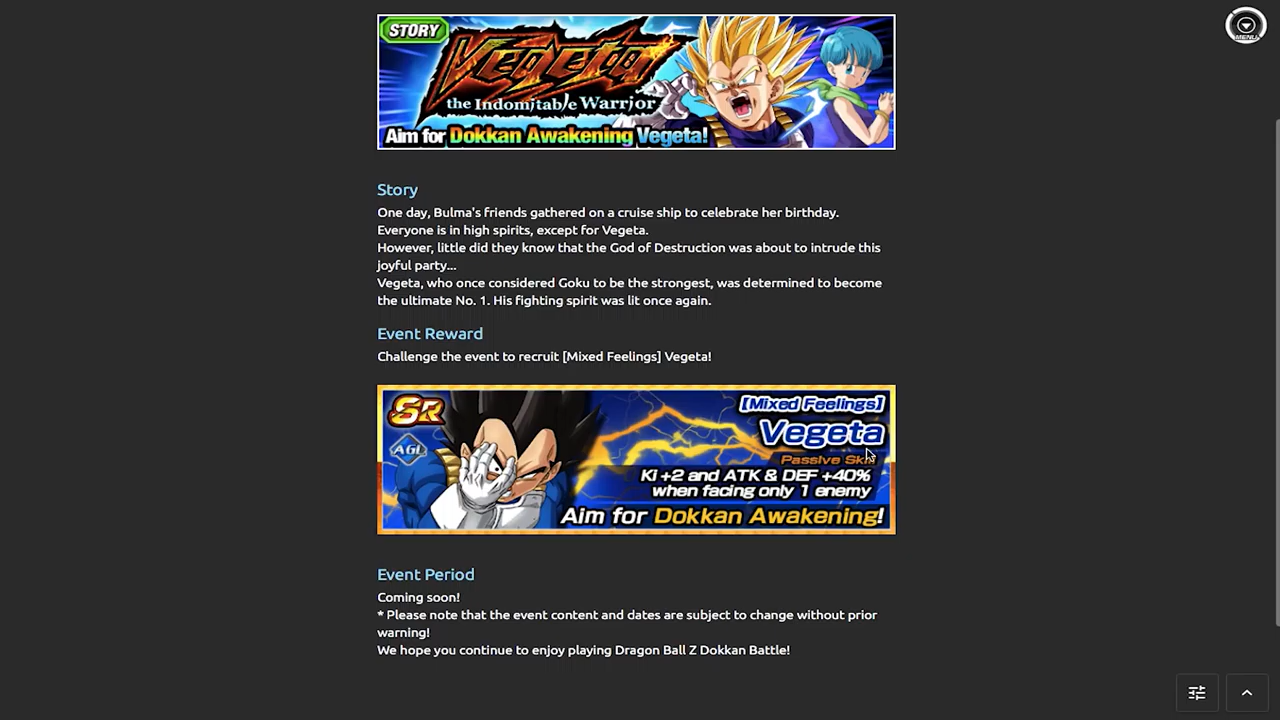 STORY
Vegeta
the Indomitable Warrior
Aim for Dokkan Awakening Vegeta!
MENU
Story
One day, Bulma's friends gathered on a cruise ship to celebrate her birthday.
Everyone is in high spirits, except for Vegeta.
However, little did they know that the God of Destruction was about to intrude this
joyful party...
Vegeta, who once considered Goku to be the strongest, was determined to become
the ultimate No. 1. His fighting spirit was lit once again.
Event Reward
Challenge the event to recruit [Mixed Feelings] Vegeta!
SR
AGL
[Mixed Feelings]
Vegeta
Passive Skill
Ki +2 and ATK & DEF +40%
when facing only 1 enemy
Aim for Dokkan Awakening!
Event Period
Coming soon!
* Please note that the event content and dates are subject to change without prior
warning!
We hope you continue to enjoy playing Dragon Ball Z Dokkan Battle!